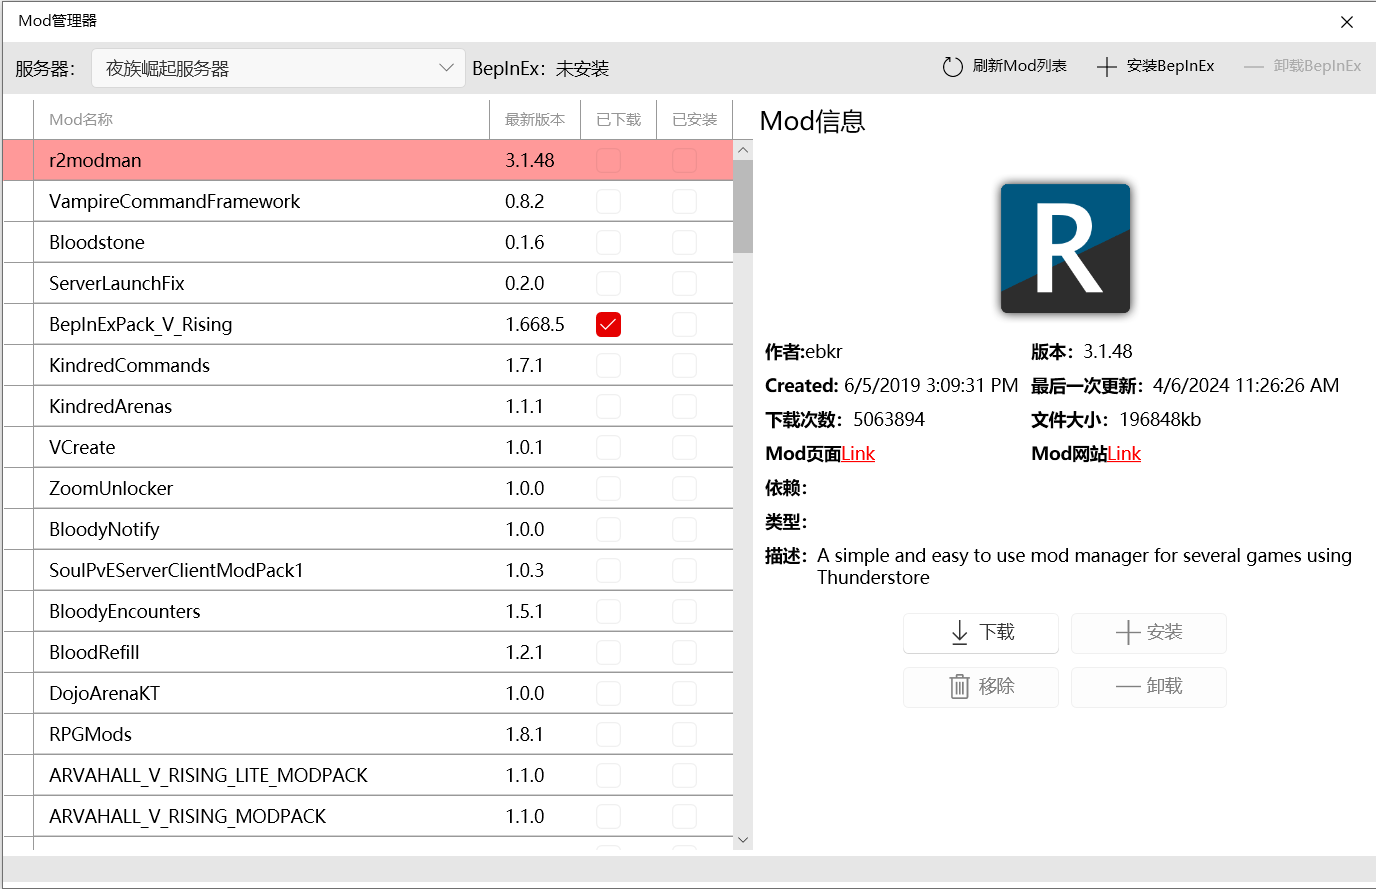 Mod管理器
服务器： 夜族崛起服务器 BepInEx：未安装 刷新Mod列表 安装BepInEx 卸载BepInEx
Mod名称 最新版本 已下载 已安装
r2modman 3.1.48
VampireCommandFramework 0.8.2
Bloodstone 0.1.6
ServerLaunchFix 0.2.0
BepInExPack_V_Rising 1.668.5
KindredCommands 1.7.1
KindredArenas 1.1.1
VCreate 1.0.1
ZoomUnlocker 1.0.0
BloodyNotify 1.0.0
SoulPvEServerClientModPack1 1.0.3
BloodyEncounters 1.5.1
BloodRefill 1.2.1
DojoArenaKT 1.0.0
RPGMods 1.8.1
ARVAHALL_V_RISING_LITE_MODPACK 1.1.0
ARVAHALL_V_RISING_MODPACK 1.1.0
Mod信息
R
作者:ebkr 版本：3.1.48
Created: 6/5/2019 3:09:31 PM 最后一次更新：4/6/2024 11:26:26 AM
下载次数：5063894 文件大小：196848kb
Mod页面Link Mod网站Link
依赖：
类型：
描述：A simple and easy to use mod manager for several games using
Thunderstore
下载 安装
移除 卸载